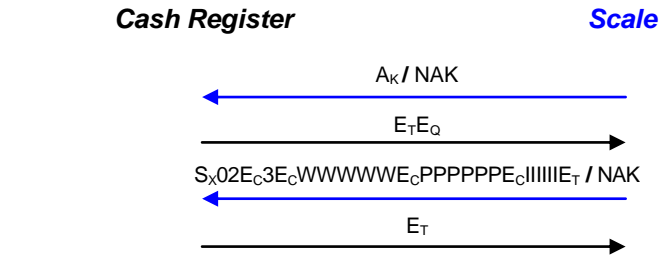 Cash Register Scale
AK / NAK
ETEQ
SX02EC3ECWWWWWECPPPPPPECIIIIIIET / NAK
ET